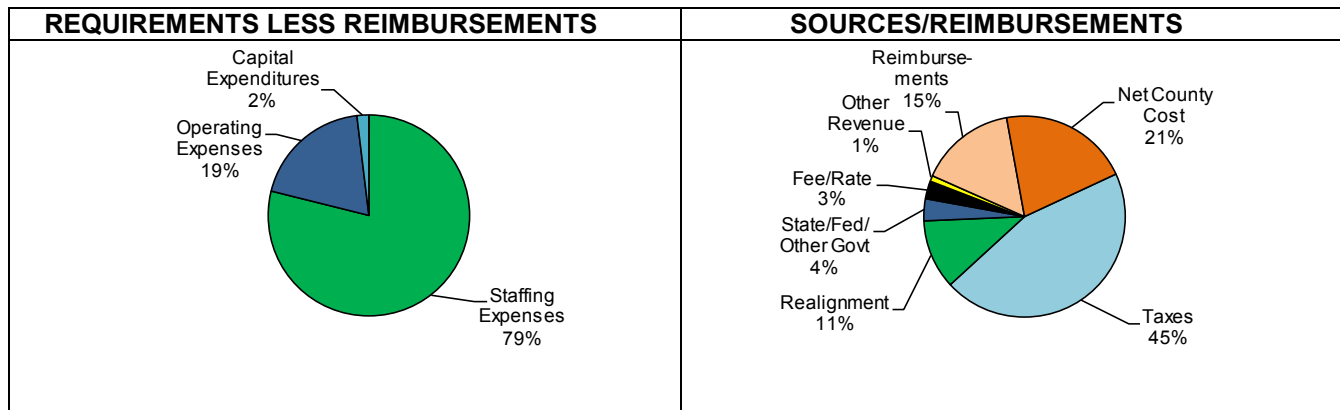 REQUIREMENTS LESS REIMBURSEMENTS
Capital
Expenditures
2%
Operating
Expenses
19%
Staffing
Expenses
79%
SOURCES/REIMBURSEMENTS
Reimburse-
ments
15%
Net County
Cost
21%
Other
Revenue
1%
Fee/Rate
3%
State/Fed/
Other Govt
4%
Realignment
11%
Taxes
45%